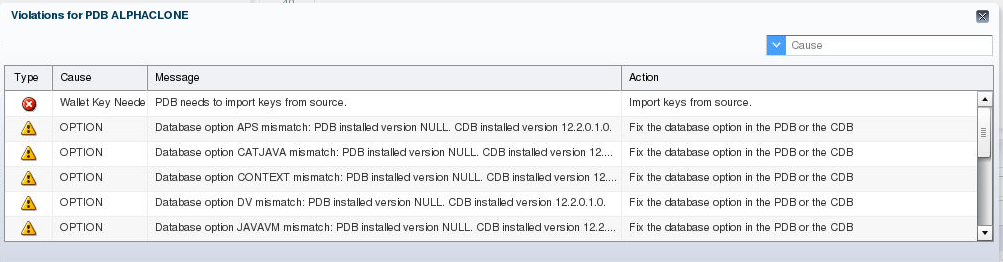 Violations for PDB ALPHACLONE
Cause
Type Cause Message Action
Wallet Key Neede PDB needs to import keys from source. Import keys from source.
OPTION Database option APS mismatch: PDB installed version NULL. CDB installed version 12.2.0.1.0. Fix the database option in the PDB or the CDB
OPTION Database option CATJAVA mismatch: PDB installed version NULL. CDB installed version 12.... Fix the database option in the PDB or the CDB
OPTION Database option CONTEXT mismatch: PDB installed version NULL. CDB installed version 12.... Fix the database option in the PDB or the CDB
OPTION Database option DV mismatch: PDB installed version NULL. CDB installed version 12.2.0.1.0. Fix the database option in the PDB or the CDB
OPTION Database option JAVAVM mismatch: PDB installed version NULL. CDB installed version 12.2.... Fix the database option in the PDB or the CDB